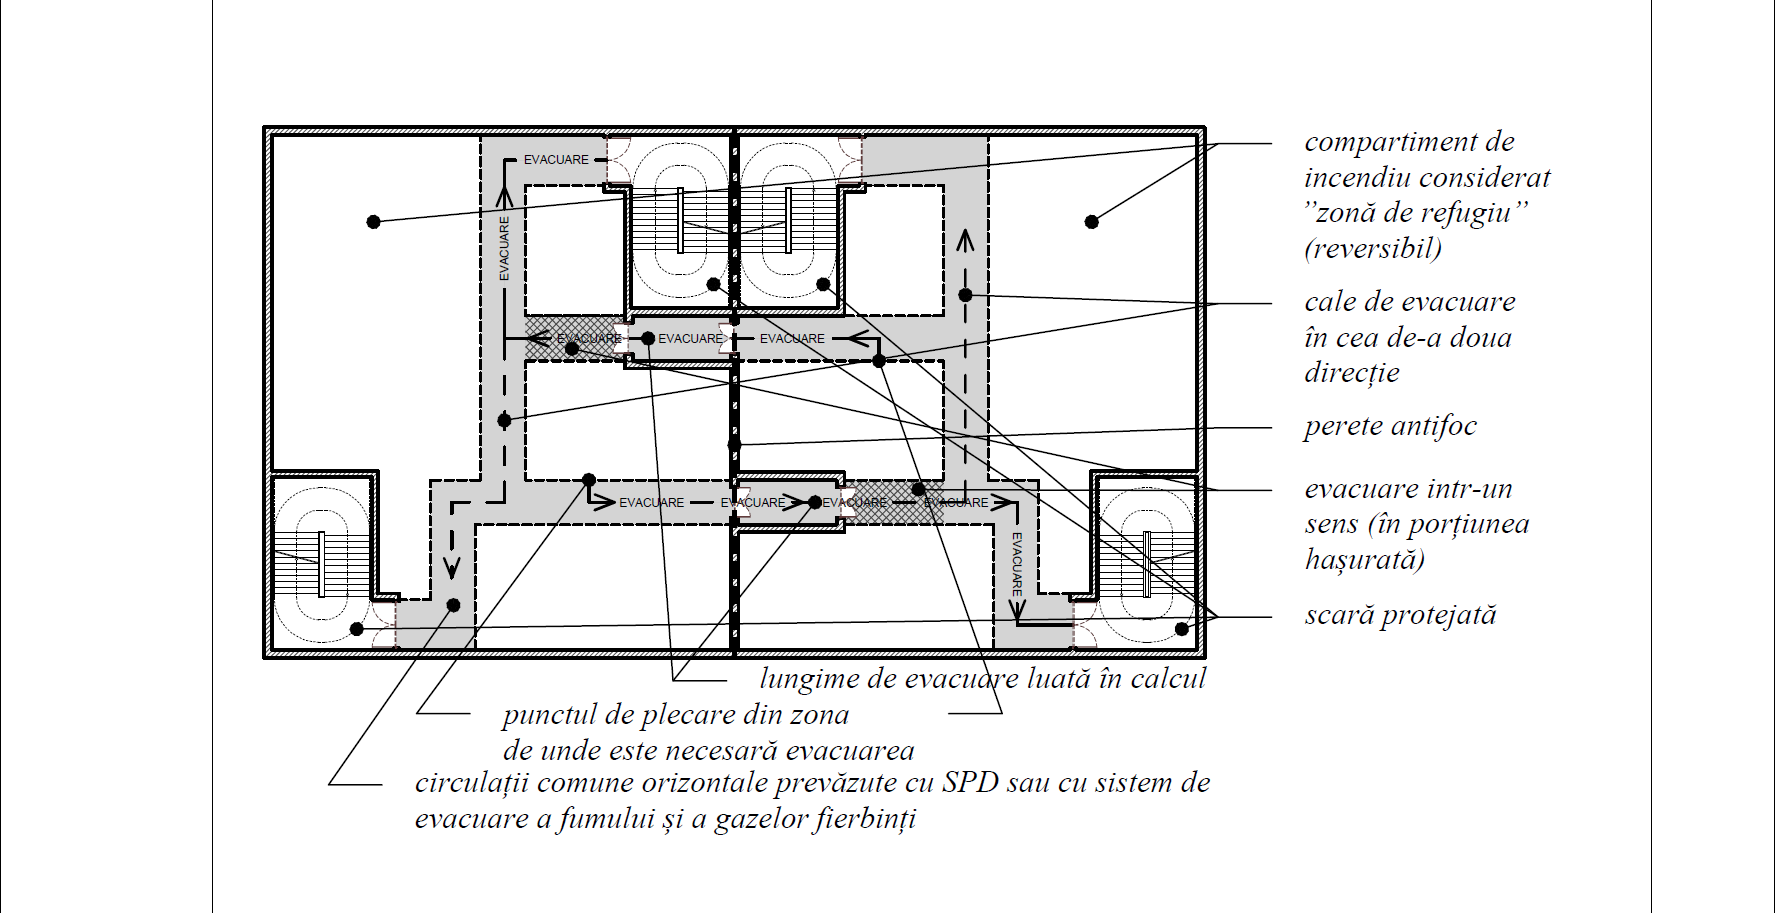 EVACUARE
EVACUARE
EVACUARE
EVACUARE
EVACUARE
EVACUARE
EVACUARE
EVACUARE
EVACUARE
EVACUARE
compartiment de
incendiu considerat
”zonă de refugiu”
(reversibil)
cale de evacuare
în cea de-a doua
direcție
perete antifoc
evacuare intr-un
sens (în porțiunea
hașurată)
scară protejată
lungime de evacuare luată în calcul
punctul de plecare din zona
de unde este necesară evacuarea
circulații comune orizontale prevăzute cu SPD sau cu sistem de
evacuare a fumului și a gazelor fierbinți